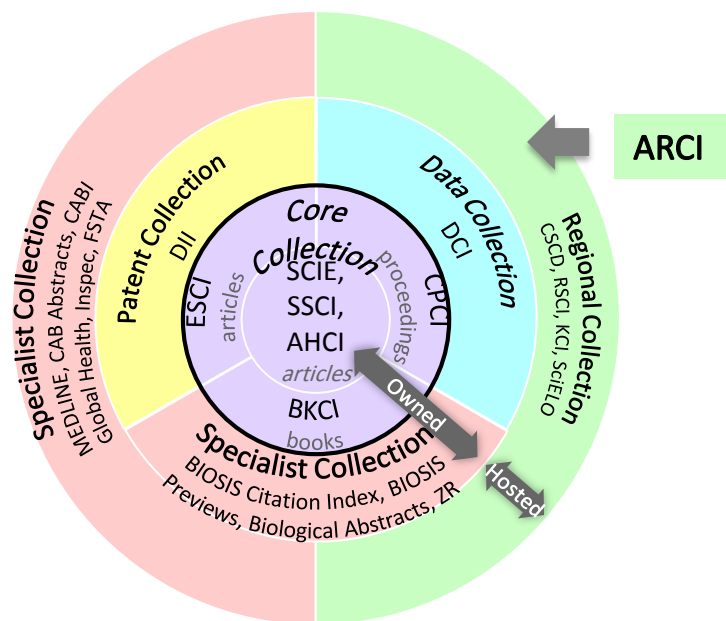 Core
Collection
SCIE,
SSCI,
AHCI
articles
ESCI
articles
CPCI
proceedings
BKCI
books
Patent Collection
DII
Data Collection
DCI
Specialist Collection
BIOSIS Citation Index, BIOSIS
Previews, Biological Abstracts, ZR
Specialist Collection
MEDLINE, CAB Abstracts, CABI
Global Health, Inspec, FSTA
Regional Collection
CSCD, RSCI, KCI, SciELO
Owned
Hosted
ARCI